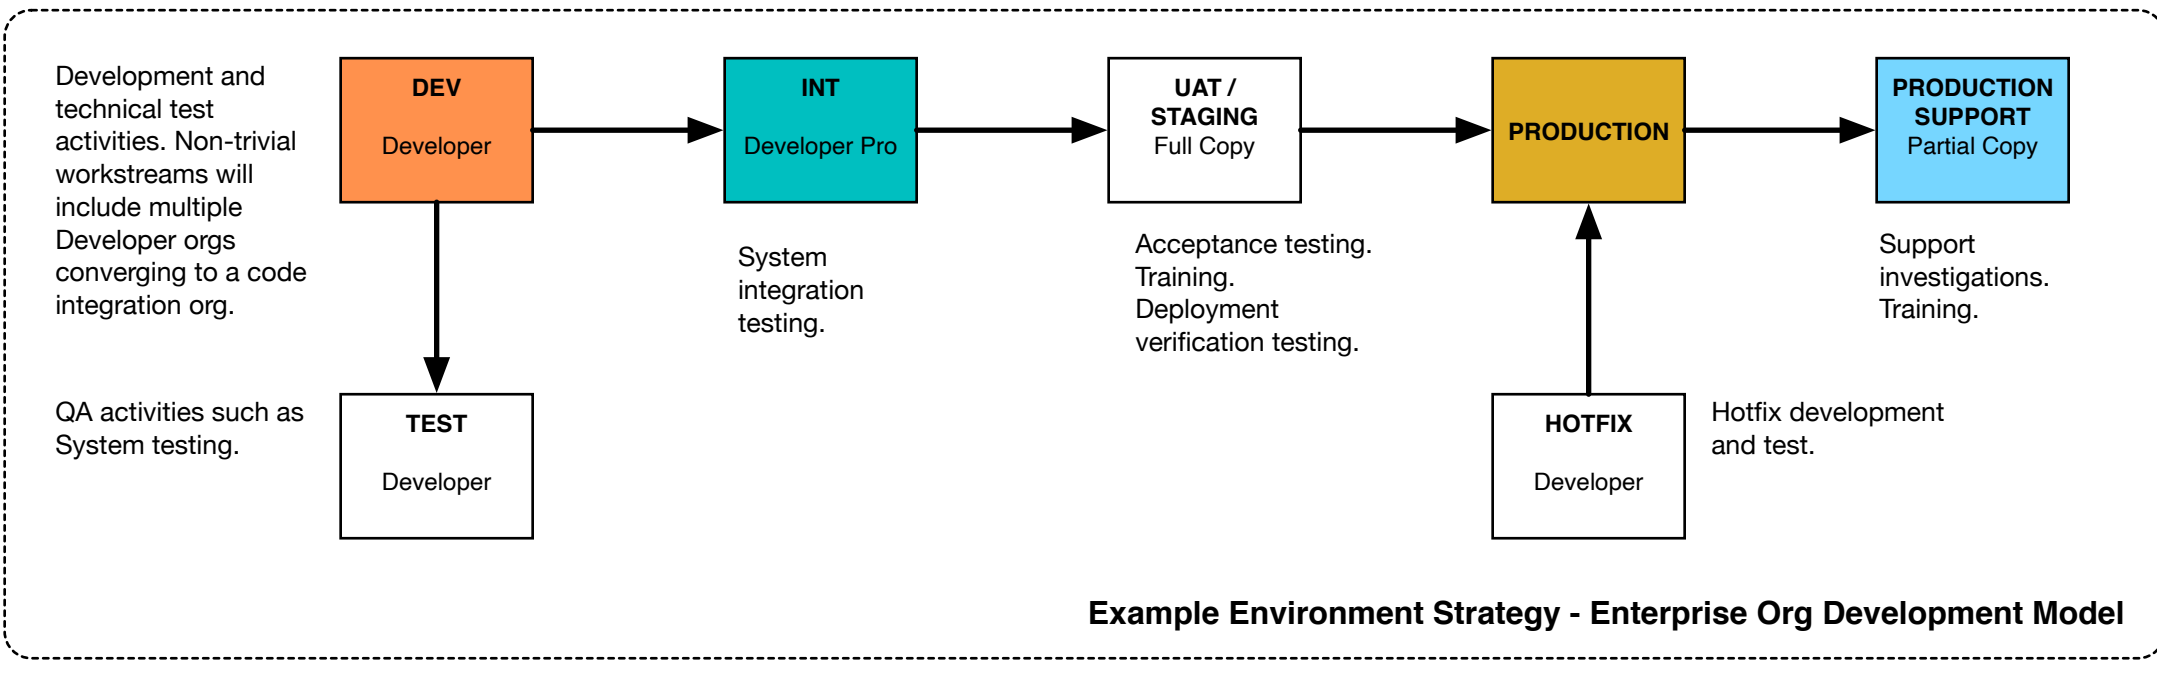 Development and
technical test
activities. Non-trivial
workstreams will
include multiple
Developer orgs
converging to a code
integration org.
DEV
Developer
INT
Developer Pro
UAT /
STAGING
Full Copy
PRODUCTION
PRODUCTION
SUPPORT
Partial Copy
System
integration
testing.
Acceptance testing.
Training.
Deployment
verification testing.
Support
investigations.
Training.
QA activities such as
System testing.
TEST
Developer
HOTFIX
Developer
Hotfix development
and test.
Example Environment Strategy - Enterprise Org Development Model